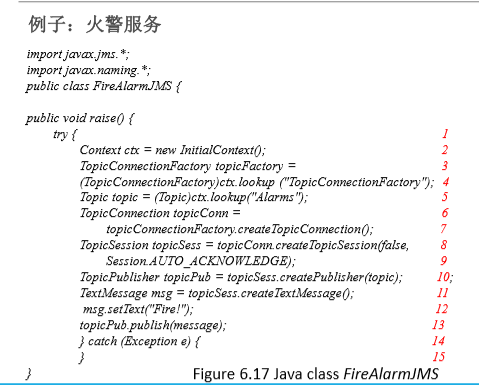 例子：火警服务
import javax.jms.*;
import javax.naming.*;
public class FireAlarmJMS {
public void raise() {
try { 1
Context ctx = new InitialContext(); 2
TopicConnectionFactory topicFactory = 3
(TopicConnectionFactory)ctx.lookup ("TopicConnectionFactory"); 4
Topic topic = (Topic)ctx.lookup("Alarms"); 5
TopicConnection topicConn = 6
topicConnectionFactory.createTopicConnection(); 7
TopicSession topicSess = topicConn.createTopicSession(false, 8
Session.AUTO_ACKNOWLEDGE); 9
TopicPublisher topicPub = topicSess.createPublisher(topic); 10;
TextMessage msg = topicSess.createTextMessage(); 11
msg.setText("Fire!"); 12
topicPub.publish(message); 13
} catch (Exception e) { 14
} 15
} Figure 6.17 Java class FireAlarmJMS